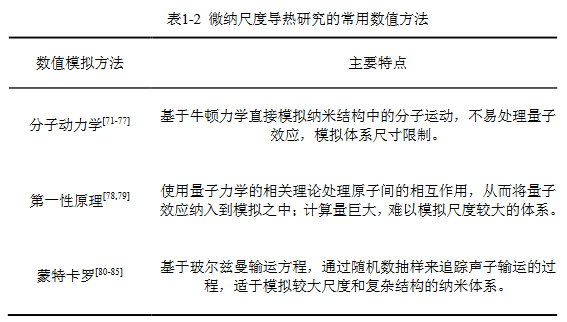 表1-2 微纳尺度导热研究的常用数值方法
数值模拟方法 主要特点
基于牛顿力学直接模拟纳米结构中的分子运动，不易处理量子
分子动力学[71-77]
效应，模拟体系尺寸限制。
使用量子力学的相关理论处理原子间的相互作用，从而将量子
第一性原理[78,79]
效应纳入到模拟之中；计算量巨大，难以模拟尺度较大的体系。
基于玻尔兹曼输运方程，通过随机数抽样来追踪声子输运的过
蒙特卡罗[80-85]
程，适于模拟较大尺度和复杂结构的纳米体系。